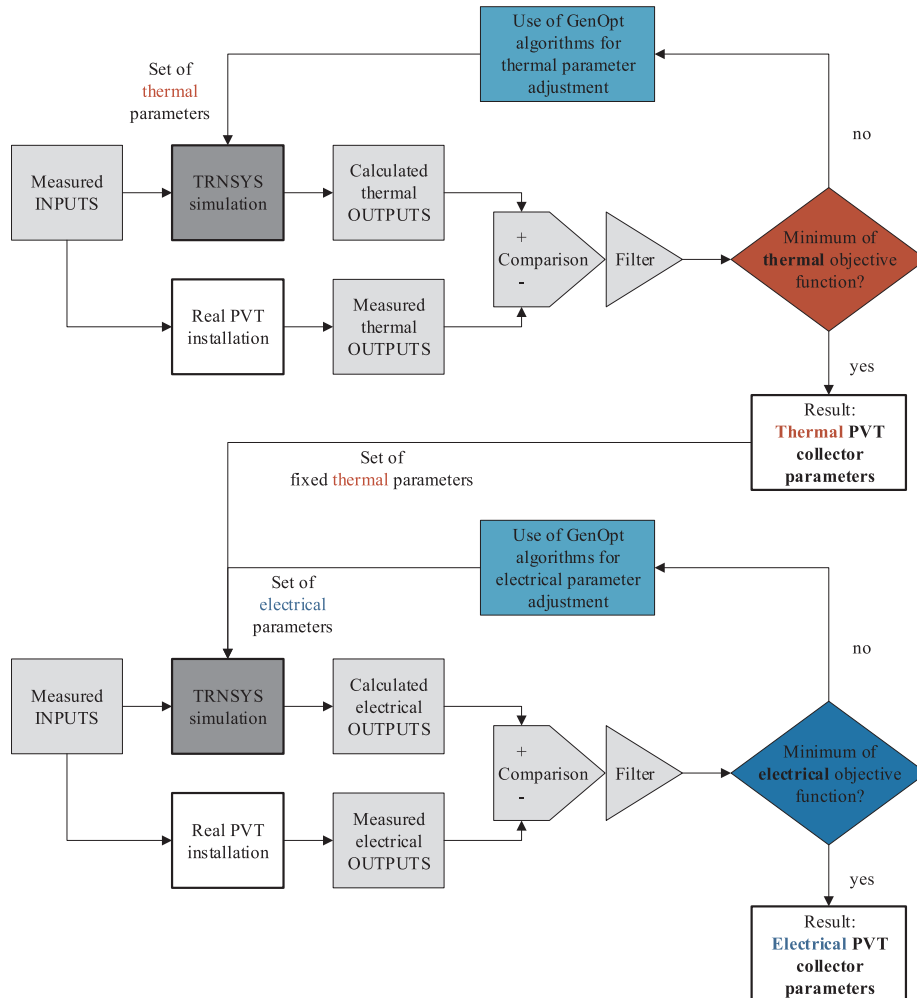 Use of GenOpt
algorithms for
thermal parameter
adjustment
Set of
thermal
parameters
no
Measured
INPUTS
TRNSYS
simulation
Calculated
thermal
OUTPUTS
+
Comparison
-
Filter
Minimum of
thermal objective
function?
Real PVT
installation
Measured
thermal
OUTPUTS
yes
Result:
Thermal PVT
collector
parameters
Set of
fixed thermal parameters
Use of GenOpt
algorithms for
electrical parameter
adjustment
Set of
electrical
parameters
no
Measured
INPUTS
TRNSYS
simulation
Calculated
electrical
OUTPUTS
+
Comparison
-
Filter
Minimum of
electrical objective
function?
Real PVT
installation
Measured
electrical
OUTPUTS
yes
Result:
Electrical PVT
collector
parameters